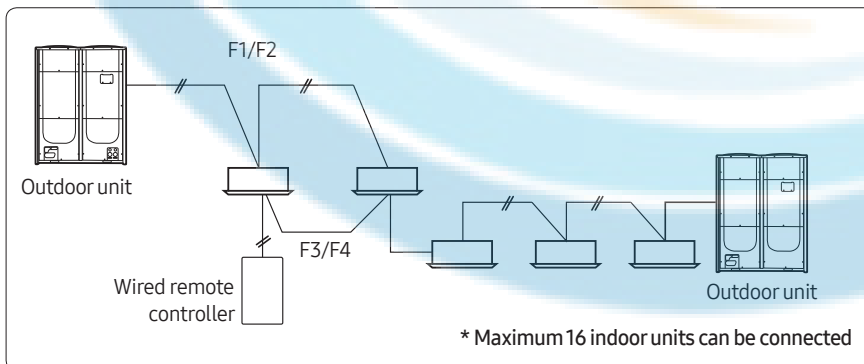 F1/F2
Outdoor unit
F3/F4
Wired remote
controller
Outdoor unit
* Maximum 16 indoor units can be connected